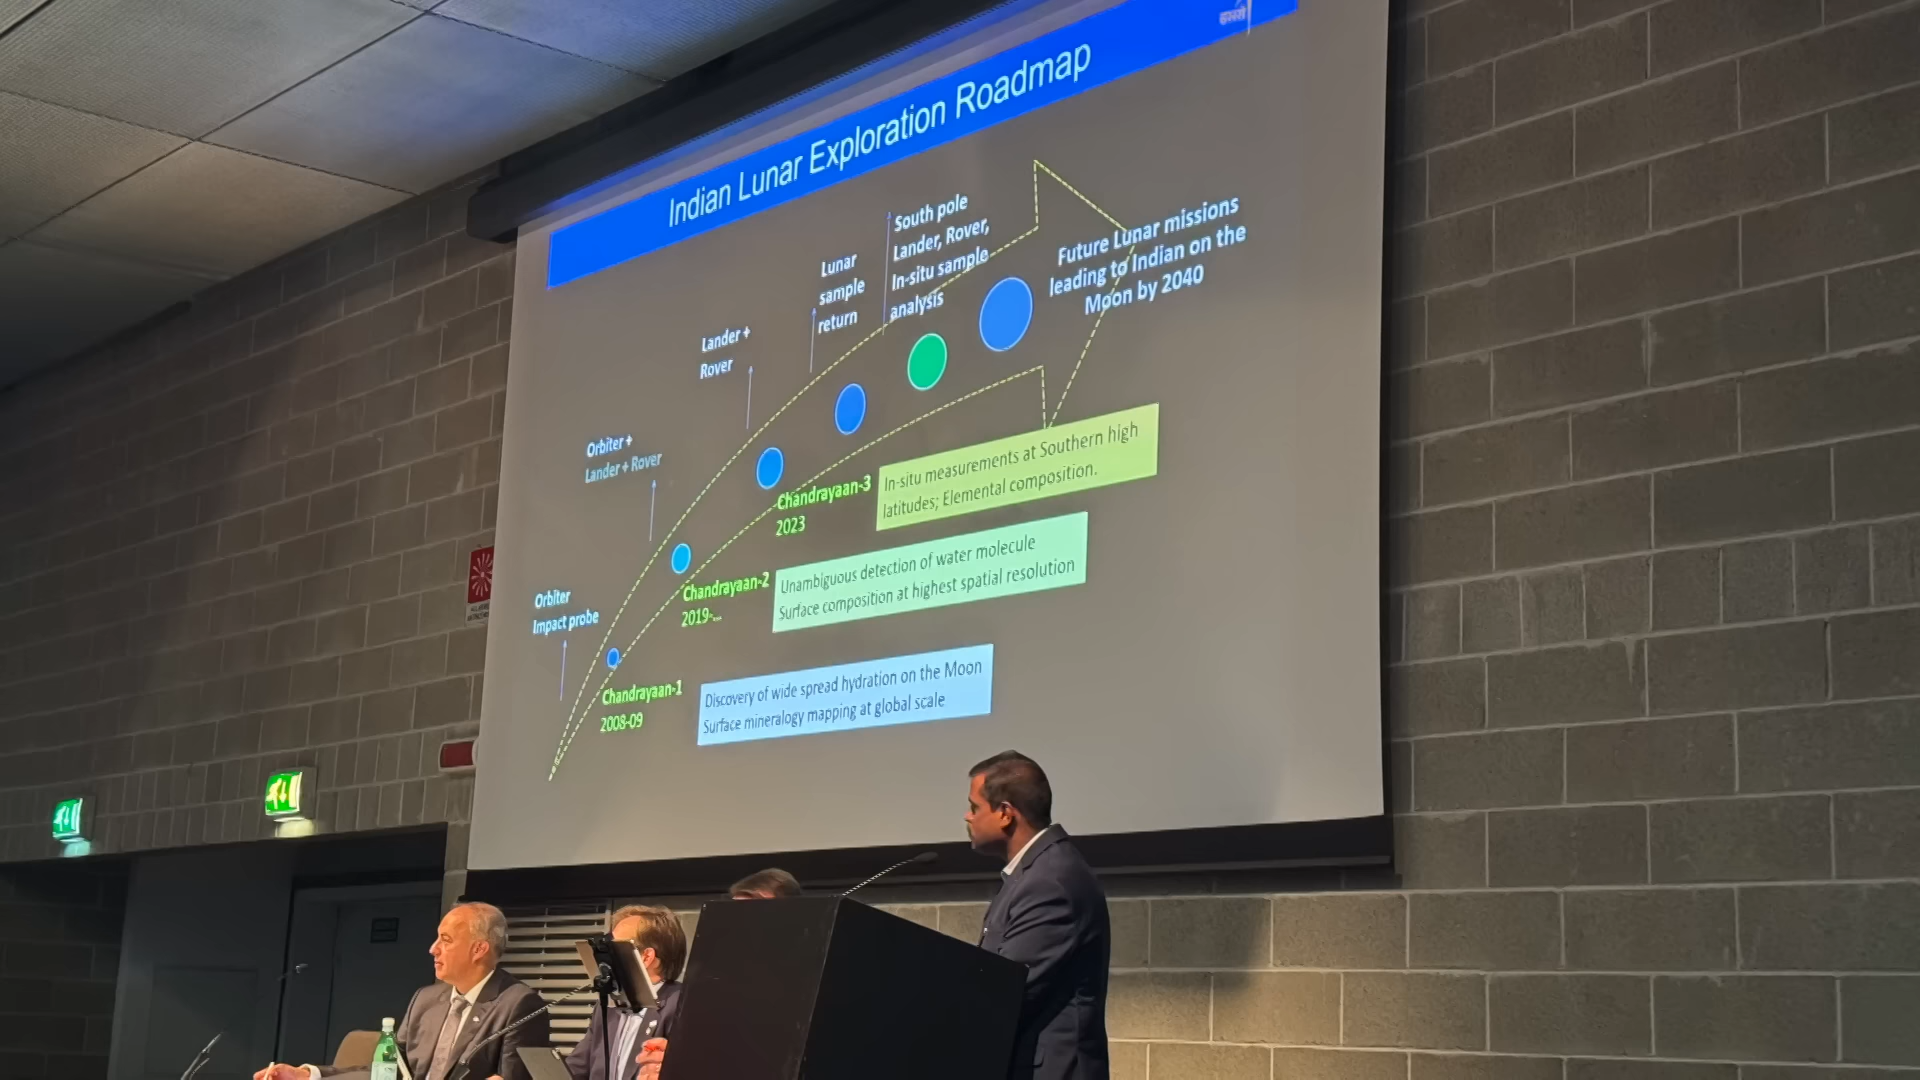 इसरो
Indian Lunar Exploration Roadmap
South pole
Lander, Rover,
In-situ sample
analysis
Future Lunar missions
leading to Indian on the
Moon by 2040
Lunar
sample
return
Lander +
Rover
Orbiter +
Lander + Rover
Orbiter
Impact probe
Chandrayaan-3
2023
In-situ measurements at Southern high
latitudes; Elemental composition.
Chandrayaan-2
2019-...
Unambiguous detection of water molecule
Surface composition at highest spatial resolution
Chandrayaan-1
2008-09
Discovery of wide spread hydration on the Moon
Surface mineralogy mapping at global scale